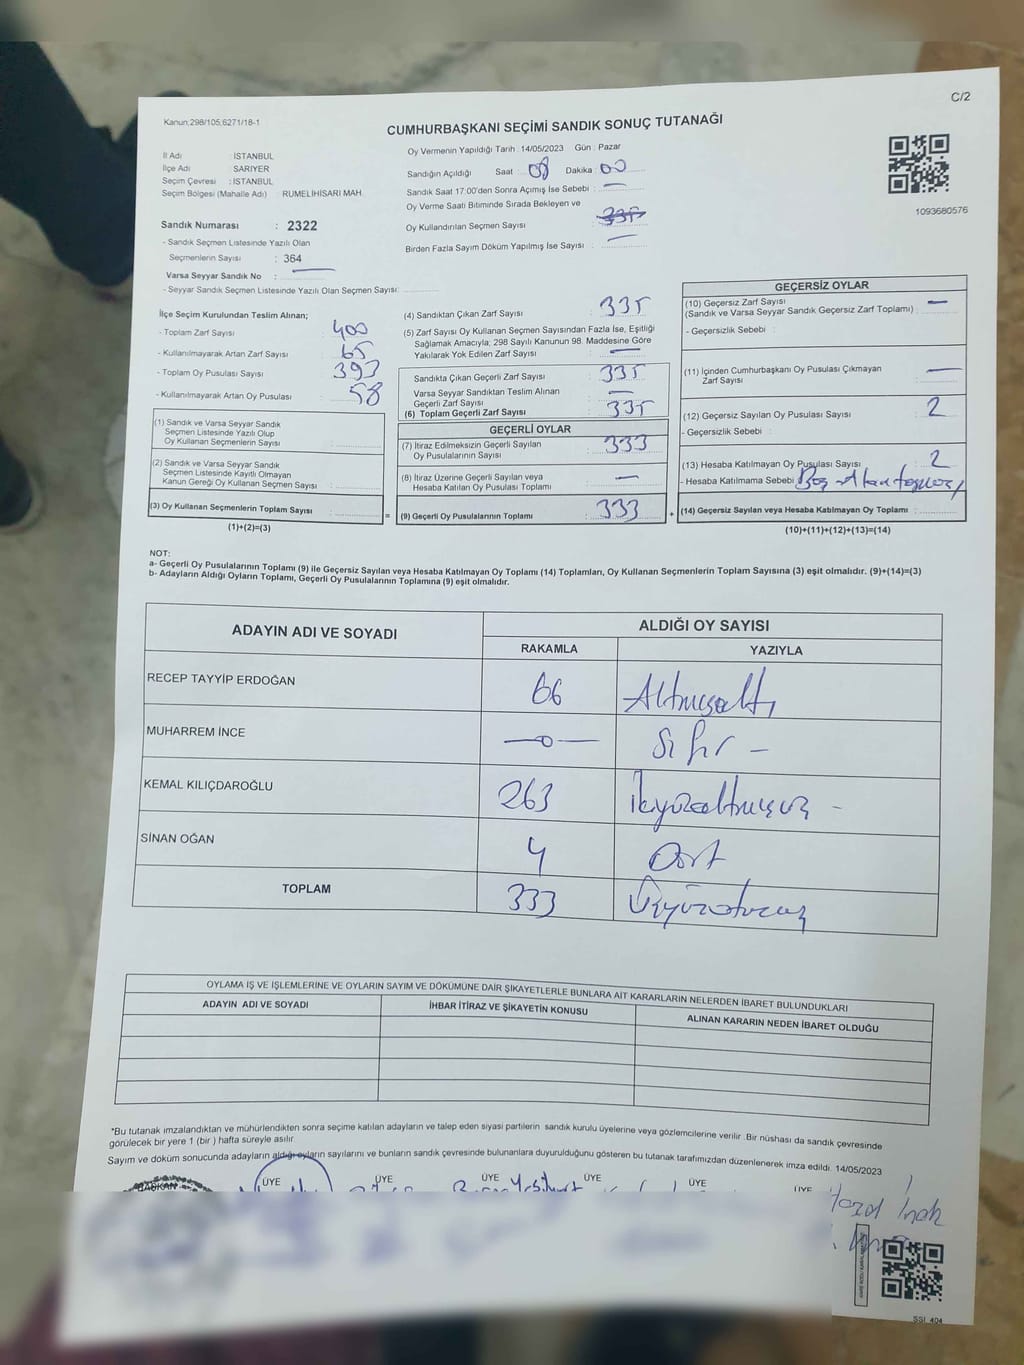 C/2
Kanun;298/105;6271/18-1
CUMHURBAŞKANI SEÇİMİ SANDIK SONUÇ TUTANAĞI
İl Adı : İSTANBUL
İlçe Adı : SARIYER
Seçim Çevresi : İSTANBUL
Seçim Bölgesi (Mahalle Adı) : RUMELİHİSARI MAH.
Oy Vermenin Yapıldığı Tarih : 14/05/2023 Gün : Pazar
Sandığın Açıldığı Saat : 08 Dakika : 00
Sandık Saat 17:00'den Sonra Açımış İse Sebebi : —
Oy Verme Saati Bitiminde Sırada Bekleyen ve
Oy Kullandırılan Seçmen Sayısı : 335
Birden Fazla Sayım Döküm Yapılmış İse Sayısı : —
1093680576
Sandık Numarası : 2322
- Sandık Seçmen Listesinde Yazılı Olan
Seçmenlerin Sayısı : 364
Varsa Seyyar Sandık No : —
- Seyyar Sandık Seçmen Listesinde Yazılı Olan Seçmen Sayısı:
İlçe Seçim Kurulundan Teslim Alınan;
- Toplam Zarf Sayısı : 400
- Kullanılmayarak Artan Zarf Sayısı : 65
- Toplam Oy Pusulası Sayısı : 393
- Kullanılmayarak Artan Oy Pusulası : 58
(1) Sandık ve Varsa Seyyar Sandık
Seçmen Listesinde Yazılı Olup
Oy Kullanan Seçmenlerin Sayısı :
(2) Sandık ve Varsa Seyyar Sandık
Seçmen Listesinde Kayıtlı Olmayan
Kanun Gereği Oy Kullanan Seçmen Sayısı :
(3) Oy Kullanan Seçmenlerin Toplam Sayısı :
(1)+(2)=(3)
(4) Sandıktan Çıkan Zarf Sayısı : 335
(5) Zarf Sayısı Oy Kullanan Seçmen Sayısından Fazla İse, Eşitliği
Sağlamak Amacıyla; 298 Sayılı Kanunun 98. Maddesine Göre
Yakılarak Yok Edilen Zarf Sayısı : —
Sandıkta Çıkan Geçerli Zarf Sayısı : 335
Varsa Seyyar Sandıktan Teslim Alınan
Geçerli Zarf Sayısı : —
(6) Toplam Geçerli Zarf Sayısı : 335
GEÇERLİ OYLAR
(7) İtiraz Edilmeksizin Geçerli Sayılan
Oy Pusulalarının Sayısı : 333
(8) İtiraz Üzerine Geçerli Sayılan veya
Hesaba Katılan Oy Pusulası Toplamı : —
=
(9) Geçerli Oy Pusulalarının Toplamı : 333
+
GEÇERSİZ OYLAR
(10) Geçersiz Zarf Sayısı
(Sandık ve Varsa Seyyar Sandık Geçersiz Zarf Toplamı) : —
- Geçersizlik Sebebi :
(11) İçinden Cumhurbaşkanı Oy Pusulası Çıkmayan
Zarf Sayısı : —
(12) Geçersiz Sayılan Oy Pusulası Sayısı : 2
- Geçersizlik Sebebi :
(13) Hesaba Katılmayan Oy Pusulası Sayısı : 2
- Hesaba Katılmama Sebebi : Boş
(14) Geçersiz Sayılan veya Hesaba Katılmayan Oy Toplamı :
(10)+(11)+(12)+(13)=(14)
NOT:
a- Geçerli Oy Pusulalarının Toplamı (9) ile Geçersiz Sayılan veya Hesaba Katılmayan Oy Toplamı (14) Toplamları, Oy Kullanan Seçmenlerin Toplam Sayısına (3) eşit olmalıdır. (9)+(14)=(3)
b- Adayların Aldığı Oyların Toplamı, Geçerli Oy Pusulalarının Toplamına (9) eşit olmalıdır.
ADAYIN ADI VE SOYADI ALDIĞI OY SAYISI
RAKAMLA YAZIYLA
RECEP TAYYİP ERDOĞAN 66 Altmışaltı
MUHARREM İNCE —0— Sıfır —
KEMAL KILIÇDAROĞLU 263 İkiyüzaltmışüç -
SİNAN OĞAN 4 Dört
TOPLAM 333 Üçyüzotuzüç
OYLAMA İŞ VE İŞLEMLERİNE VE OYLARIN SAYIM VE DÖKÜMÜNE DAİR ŞİKAYETLERLE BUNLARA AİT KARARLARIN NELERDEN İBARET BULUNDUKLARI
ADAYIN ADI VE SOYADI İHBAR İTİRAZ VE ŞİKAYETİN KONUSU ALINAN KARARIN NEDEN İBARET OLDUĞU
*Bu tutanak imzalandıktan ve mühürlendikten sonra seçime katılan adayların ve talep eden siyasi partilerin sandık kurulu üyelerine veya gözlemcilerine verilir. Bir nüshası da sandık çevresinde
görülecek bir yere 1 (bir) hafta süreyle asılır
Sayım ve döküm sonucunda adayların aldığı oyların sayılarını ve bunların sandık çevresinde bulunanlara duyurulduğunu gösteren bu tutanak tarafımızdan düzenlenerek imza edildi. 14/05/2023
BAŞKAN ÜYE ÜYE ÜYE ÜYE ÜYE ÜYE
SSİ 404